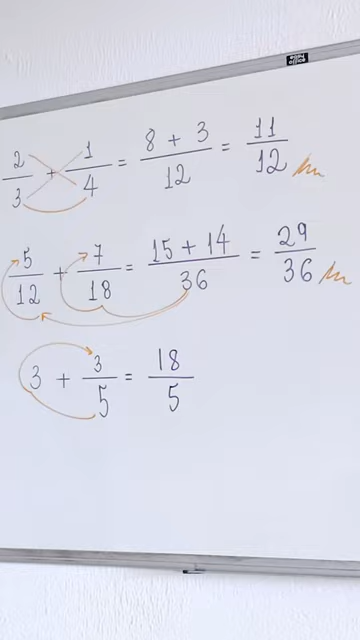 2/3 + 1/4 = (8 + 3)/12 = 11/12
5/12 + 7/18 = (15 + 14)/36 = 29/36
3 + 3/5 = 18/5